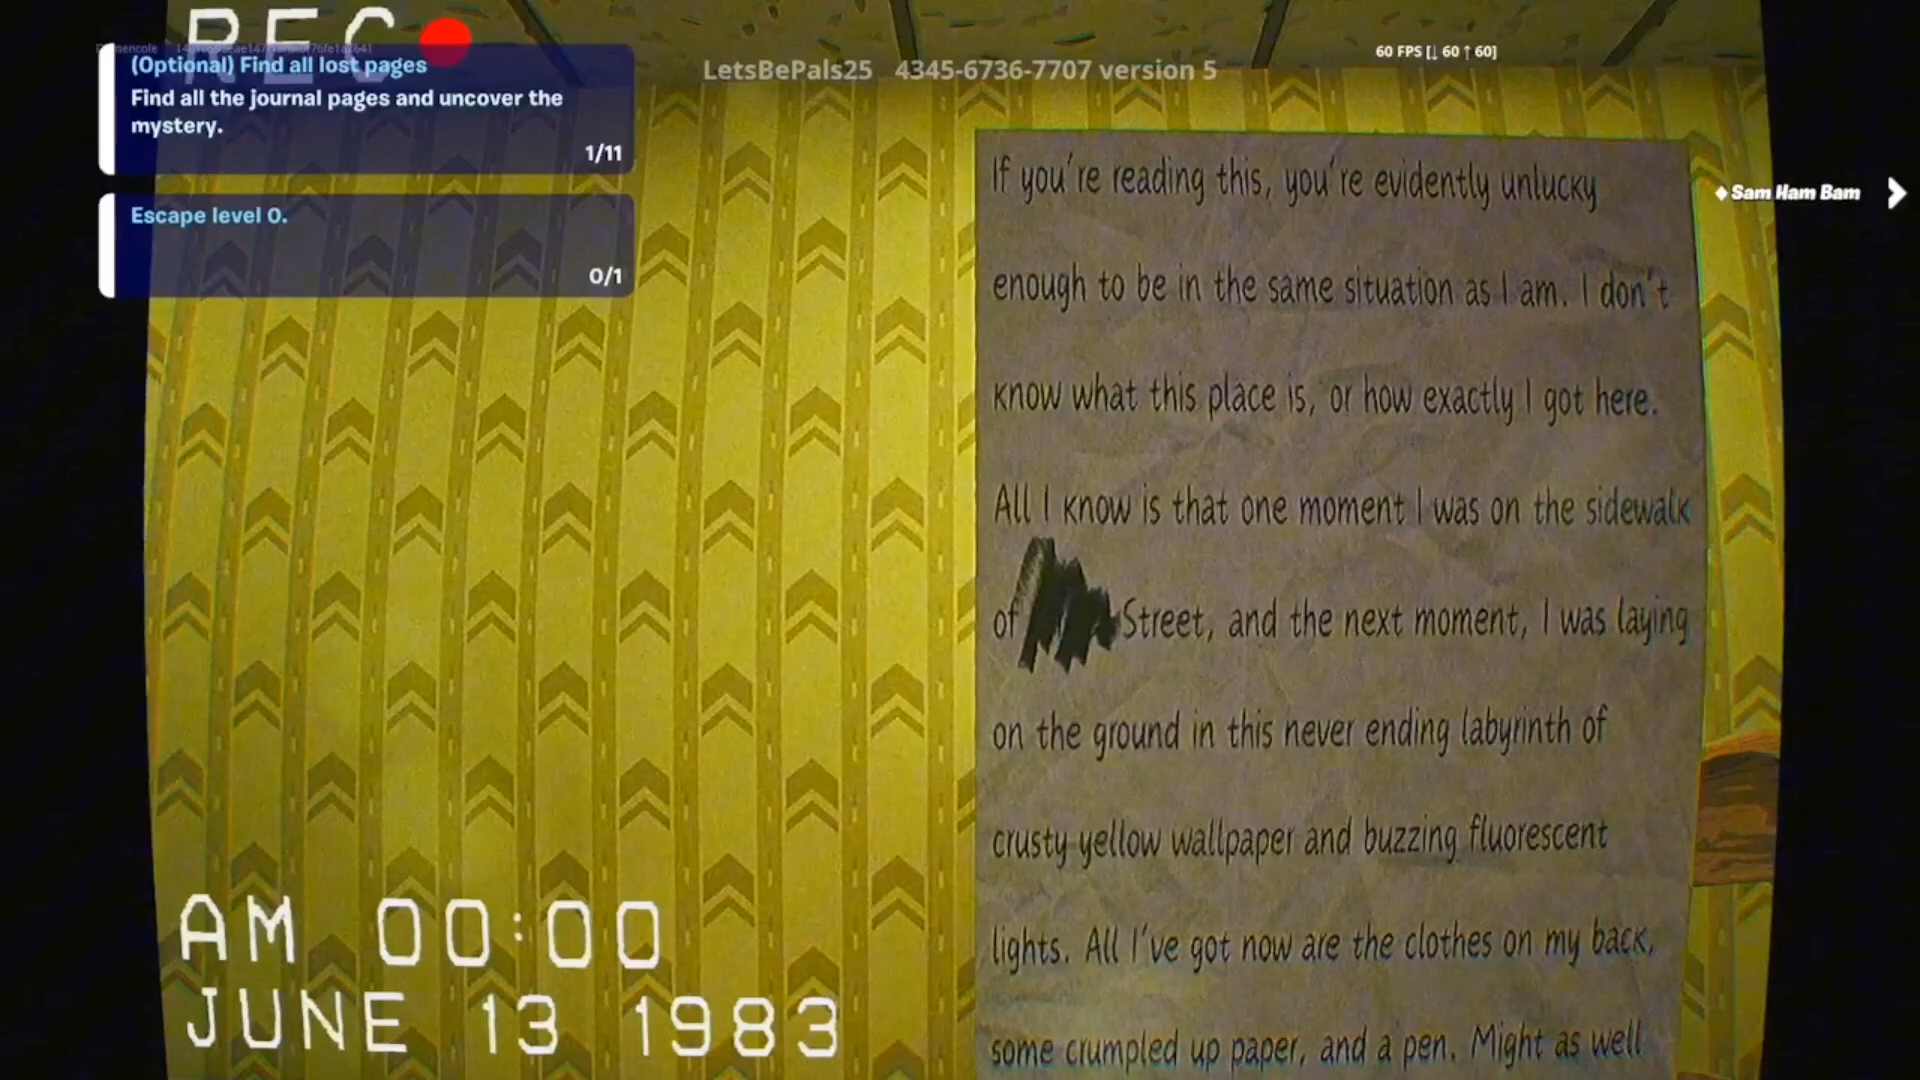 REC
(Optional) Find all lost pages
Find all the journal pages and uncover the
mystery.
1/11
Escape level 0.
0/1
LetsBePals25 4345-6736-7707 version 5
60 FPS [↓ 60 ↑ 60]
Sam Ham Bam
If you're reading this, you're evidently unlucky
enough to be in the same situation as I am. I don't
know what this place is, or how exactly I got here.
All I know is that one moment I was on the sidewalk
of Street, and the next moment, I was laying
on the ground in this never ending labyrinth of
crusty yellow wallpaper and buzzing fluorescent
lights. All I've got now are the clothes on my back,
some crumpled up paper, and a pen. Might as well
AM 00:00
JUNE 13 1983